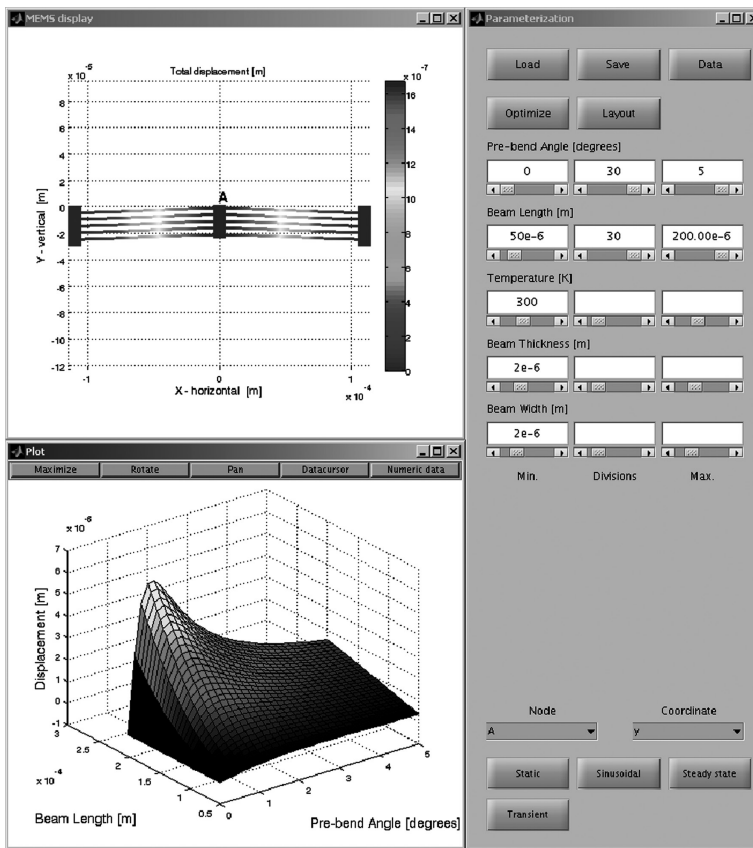 MEMS display
x 10⁻⁵
Total displacement [m]
x 10⁻⁷
8
6
4
2
0
-2
-4
-6
-8
-10
-12
Y - vertical [m]
A
-1
0
1
X - horizontal [m]
x 10⁻⁴
16
14
12
10
8
6
4
2
0
Plot
Maximize Rotate Pan Datacursor Numeric data
x 10⁻⁶
7
6
5
4
3
2
1
0
-1
Displacement [m]
3
2.5
2
1.5
1
0.5
x 10⁻⁴
Beam Length [m]
0
1
2
3
4
5
Pre-bend Angle [degrees]
Parameterization
Load Save Data
Optimize Layout
Pre-bend Angle [degrees]
0 30 5
Beam Length [m]
50e-6 30 200.00e-6
Temperature [K]
300
Beam Thickness [m]
2e-6
Beam Width [m]
2e-6
Min. Divisions Max.
Node Coordinate
A y
Static Sinusoidal Steady state
Transient